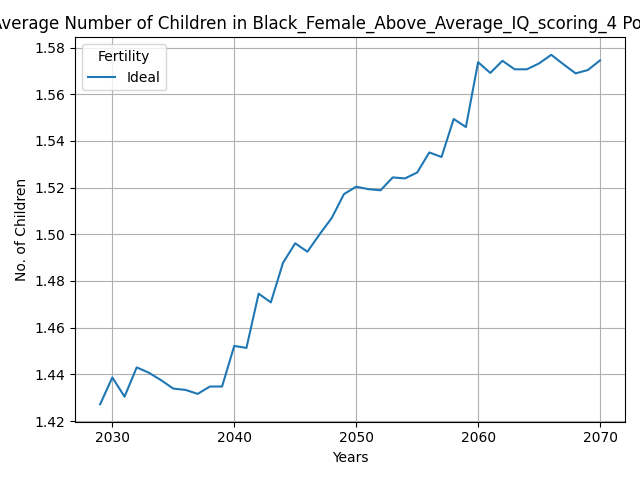 Average Number of Children in Black_Female_Above_Average_IQ_scoring_4 Po
Fertility
Ideal
No. of Children
1.58
1.56
1.54
1.52
1.50
1.48
1.46
1.44
1.42
2030 2040 2050 2060 2070
Years